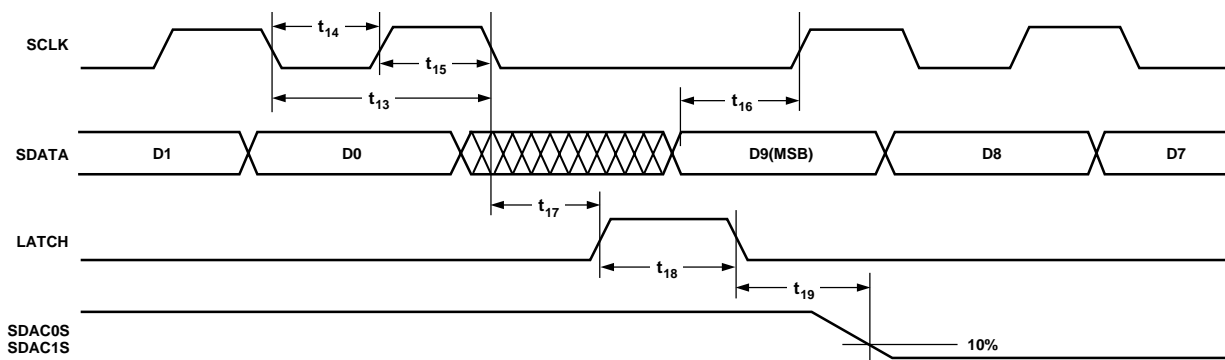 t14
SCLK
t15
t16
t13
SDATA
D1
D0
D9(MSB)
D8
D7
t17
LATCH
t18
t19
SDAC0S
SDAC1S
10%